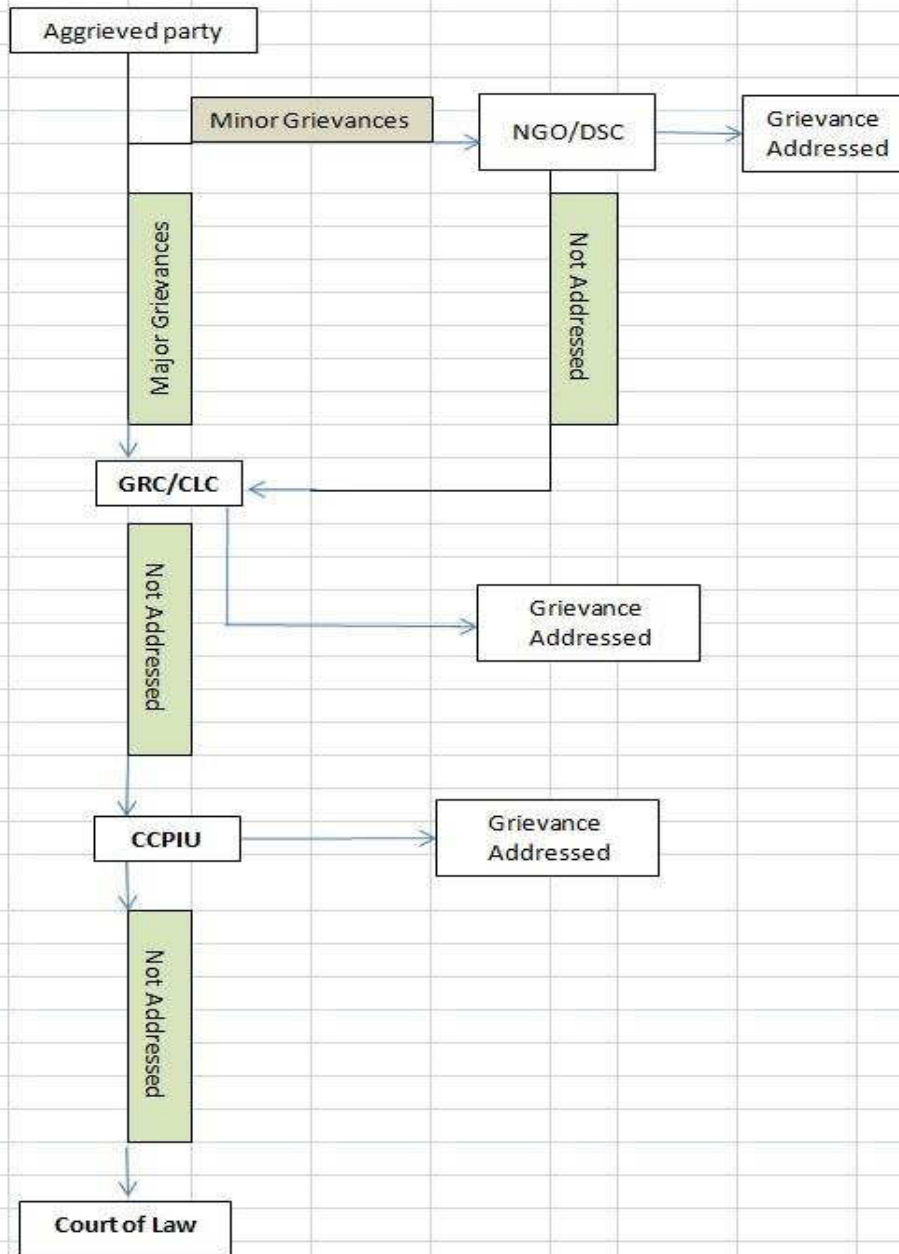 Aggrieved party
Minor Grievances
NGO/DSC
Grievance
Addressed
Major Grievances
Not Addressed
GRC/CLC
Not Addressed
Grievance
Addressed
CCPIU
Grievance
Addressed
Not Addressed
Court of Law